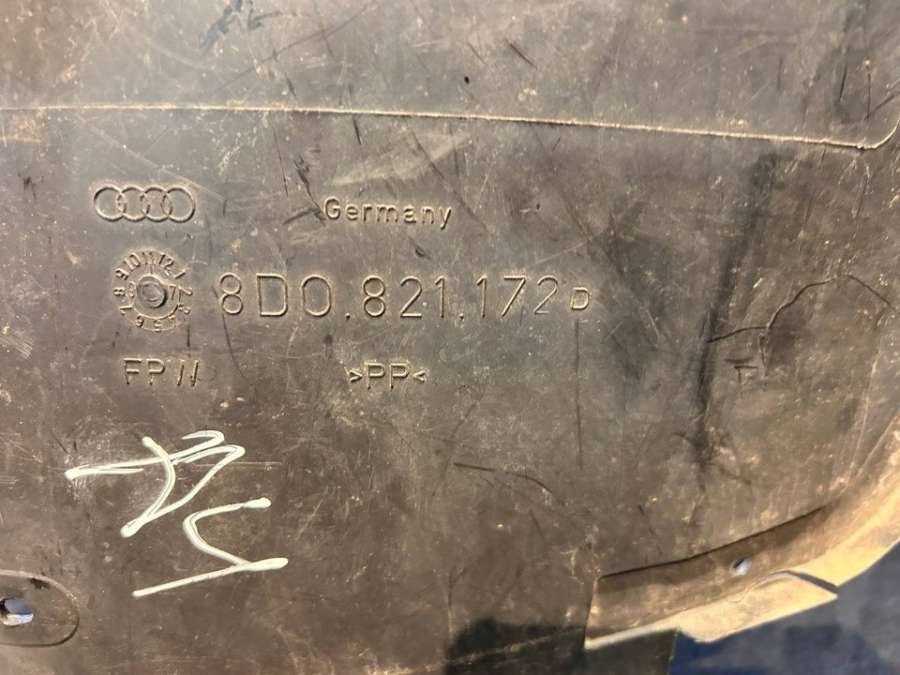 Germany
8D0.821.172 D
FPW
>PP<